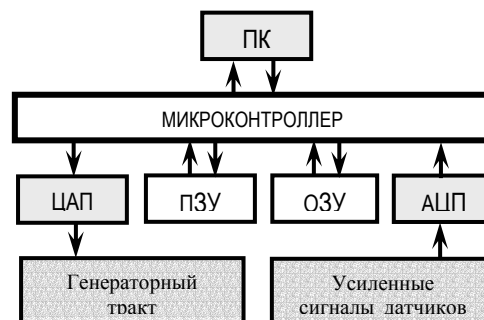 ПК
МИКРОКОНТРОЛЛЕР
ЦАП
ПЗУ
ОЗУ
АЦП
Генераторный
тракт
Усиленные
сигналы датчиков